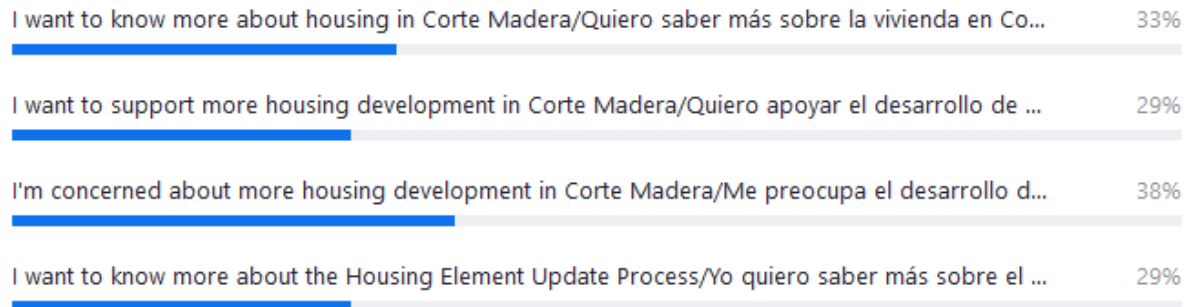 I want to know more about housing in Corte Madera/Quiero saber más sobre la vivienda en Co... 33%
I want to support more housing development in Corte Madera/Quiero apoyar el desarrollo de ... 29%
I'm concerned about more housing development in Corte Madera/Me preocupa el desarrollo d... 38%
I want to know more about the Housing Element Update Process/Yo quiero saber más sobre el ... 29%